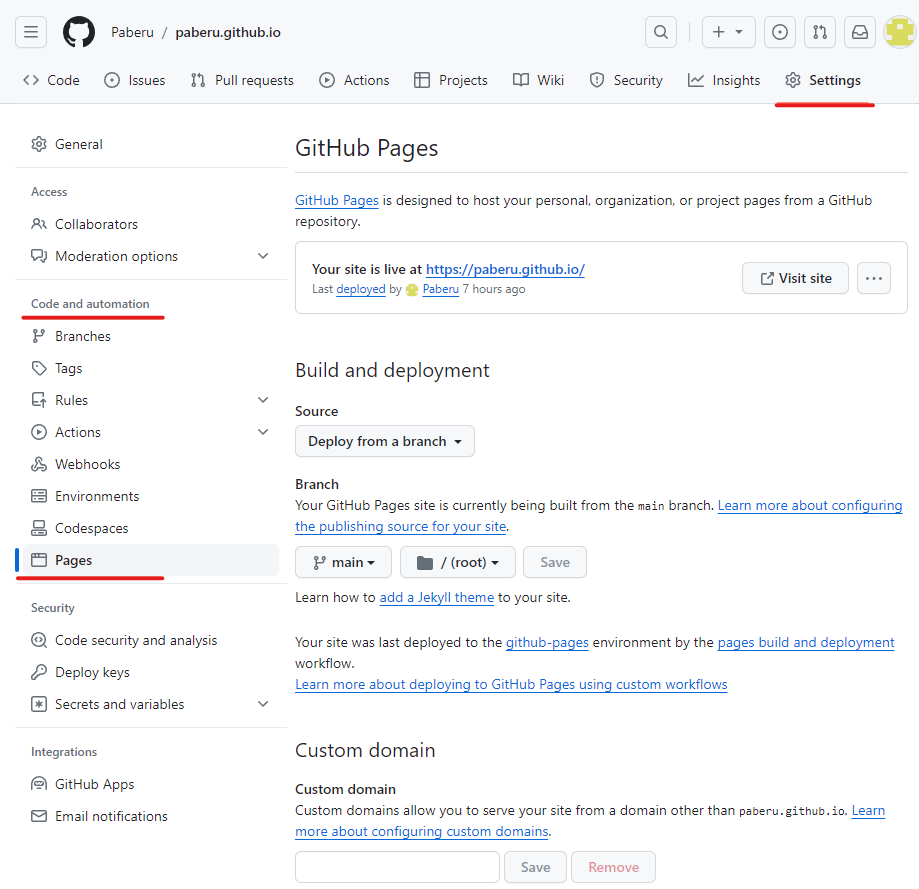 Paberu / paberu.github.io
Code Issues Pull requests Actions Projects Wiki Security Insights Settings
General
Access
Collaborators
Moderation options
Code and automation
Branches
Tags
Rules
Actions
Webhooks
Environments
Codespaces
Pages
Security
Code security and analysis
Deploy keys
Secrets and variables
Integrations
GitHub Apps
Email notifications
GitHub Pages
GitHub Pages is designed to host your personal, organization, or project pages from a GitHub
repository.
Your site is live at https://paberu.github.io/
Last deployed by Paberu 7 hours ago
Visit site
Build and deployment
Source
Deploy from a branch
Branch
Your GitHub Pages site is currently being built from the main branch. Learn more about configuring
the publishing source for your site.
main / (root) Save
Learn how to add a Jekyll theme to your site.
Your site was last deployed to the github-pages environment by the pages build and deployment
workflow.
Learn more about deploying to GitHub Pages using custom workflows
Custom domain
Custom domain
Custom domains allow you to serve your site from a domain other than paberu.github.io. Learn
more about configuring custom domains.
Save Remove